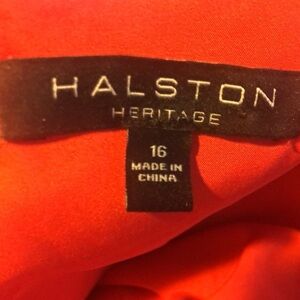 HALSTON
HERITAGE
16
MADE IN
CHINA